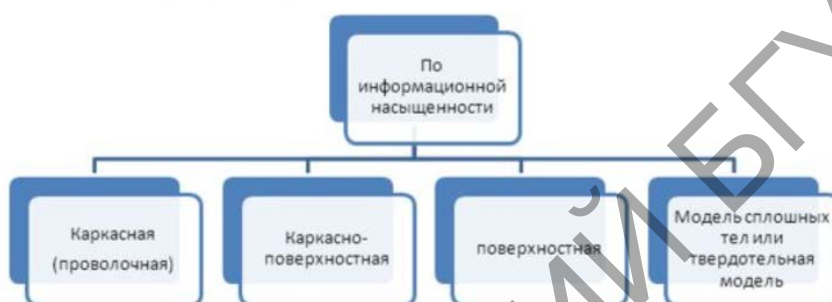 По
информационной
насыщенности
Каркасная
(проволочная)
Каркасно-
поверхностная
поверхностная
Модель сплошных
тел или
твердотельная
модель